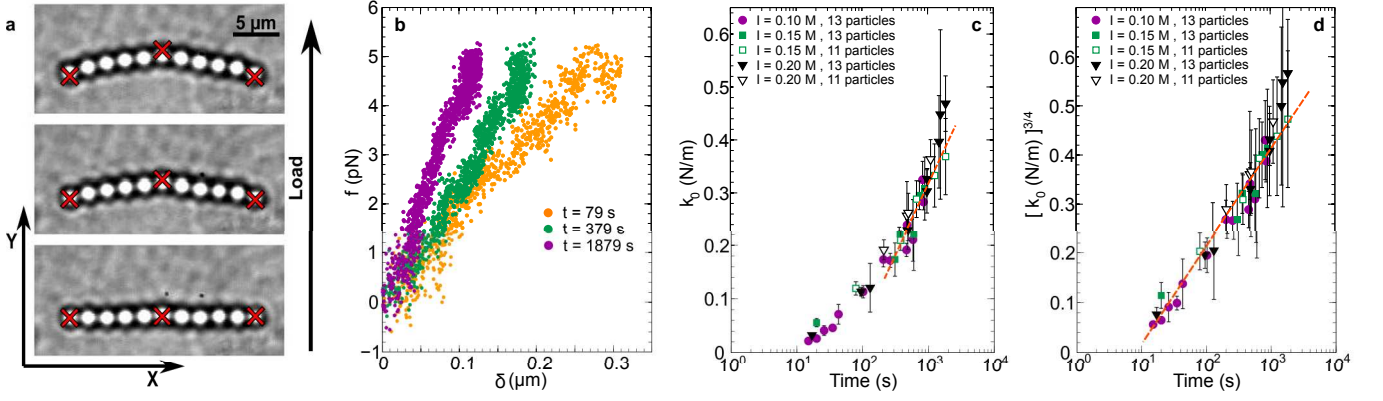 a
5 µm
Load
Y
X
b
f (pN)
5
4
3
2
1
0
−1
0
0.1
0.2
0.3
δ (µm)
t = 79 s
t = 379 s
t = 1879 s
c
I = 0.10 M , 13 particles
I = 0.15 M , 13 particles
I = 0.15 M , 11 particles
I = 0.20 M , 13 particles
I = 0.20 M , 11 particles
k0 (N/m)
0.6
0.5
0.4
0.3
0.2
0.1
0
10^0
10^1
10^2
10^3
10^4
Time (s)
d
I = 0.10 M , 13 particles
I = 0.15 M , 13 particles
I = 0.15 M , 11 particles
I = 0.20 M , 13 particles
I = 0.20 M , 11 particles
[ k0 (N/m) ]^3/4
0.6
0.5
0.4
0.3
0.2
0.1
0
10^0
10^1
10^2
10^3
10^4
Time (s)